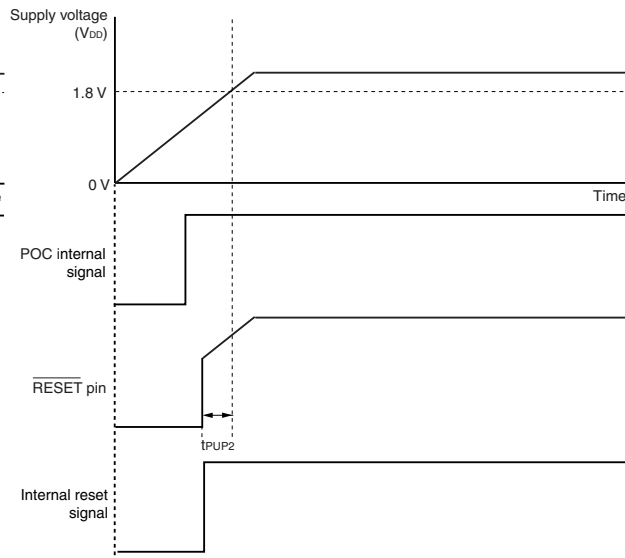 Supply voltage
(VDD)
1.8 V
0 V
Time
POC internal
signal
RESET pin
tPUP2
Internal reset
signal